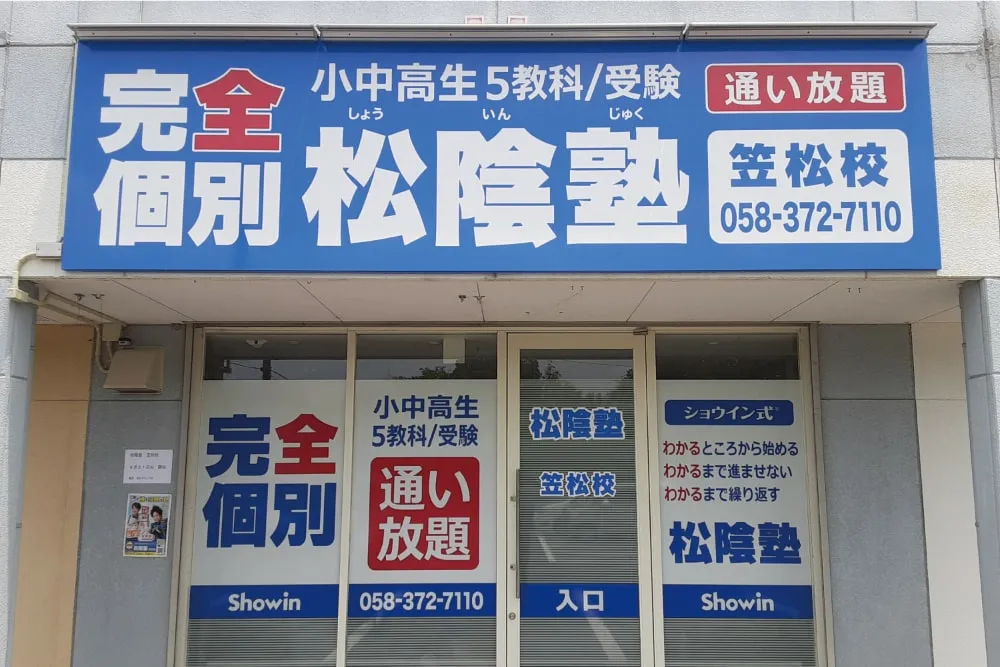 完全
個別
小中高生5教科/受験
しょう いん じゅく
松陰塾
通い放題
笠松校
058-372-7110
完全
個別
Showin
小中高生
5教科/受験
通い
放題
058-372-7110
松陰塾
笠松校
入口
ショウイン式
わかるところから始める
わかるまで進ませない
わかるまで繰り返す
松陰塾
Showin